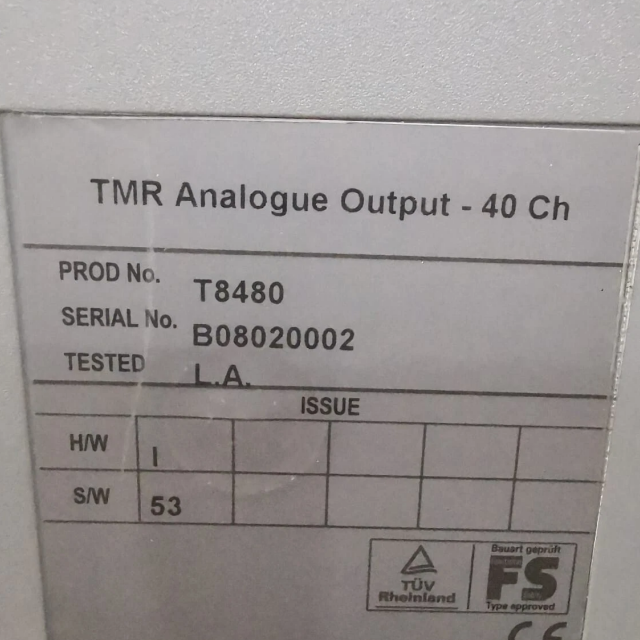 TMR Analogue Output - 40 Ch
PROD No. T8480
SERIAL No. B08020002
TESTED L.A.
ISSUE
H/W I
S/W 53
Bauart geprüft
TÜV
Rheinland
FS
Type approved
CE